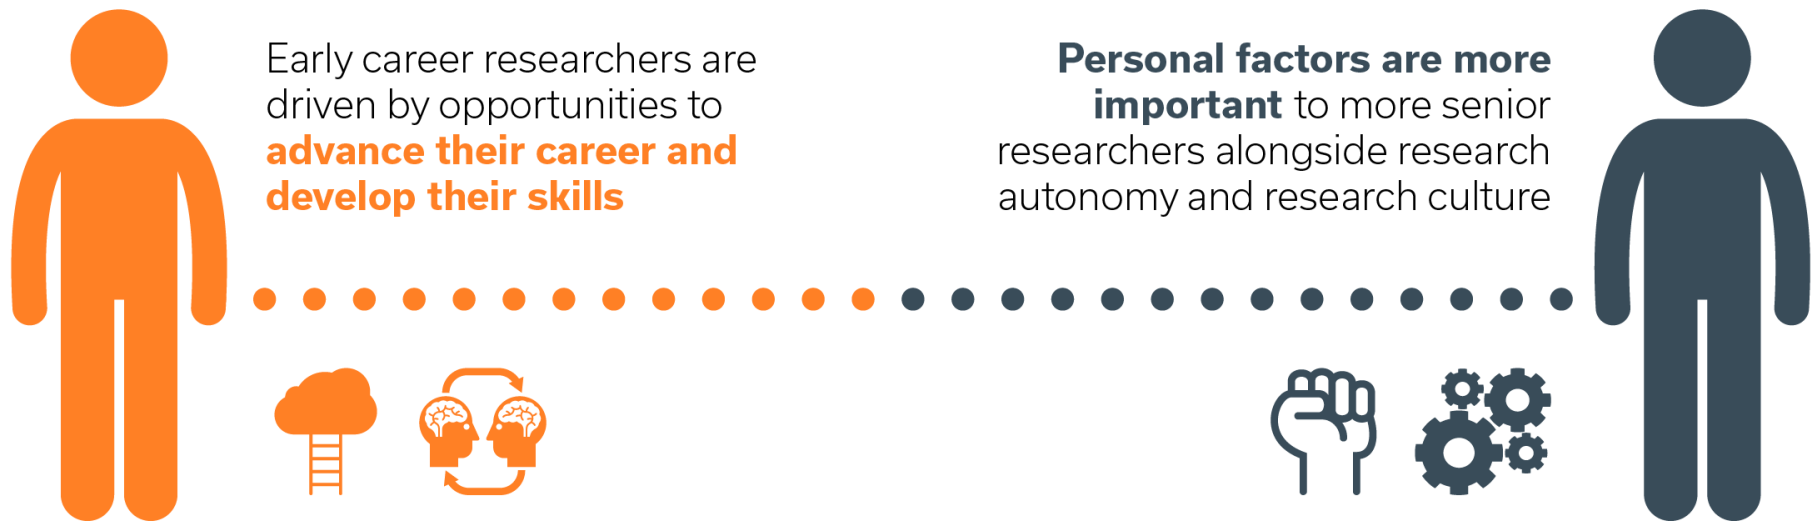 Early career researchers are
driven by opportunities to
advance their career and
develop their skills
Personal factors are more
important to more senior
researchers alongside research
autonomy and research culture